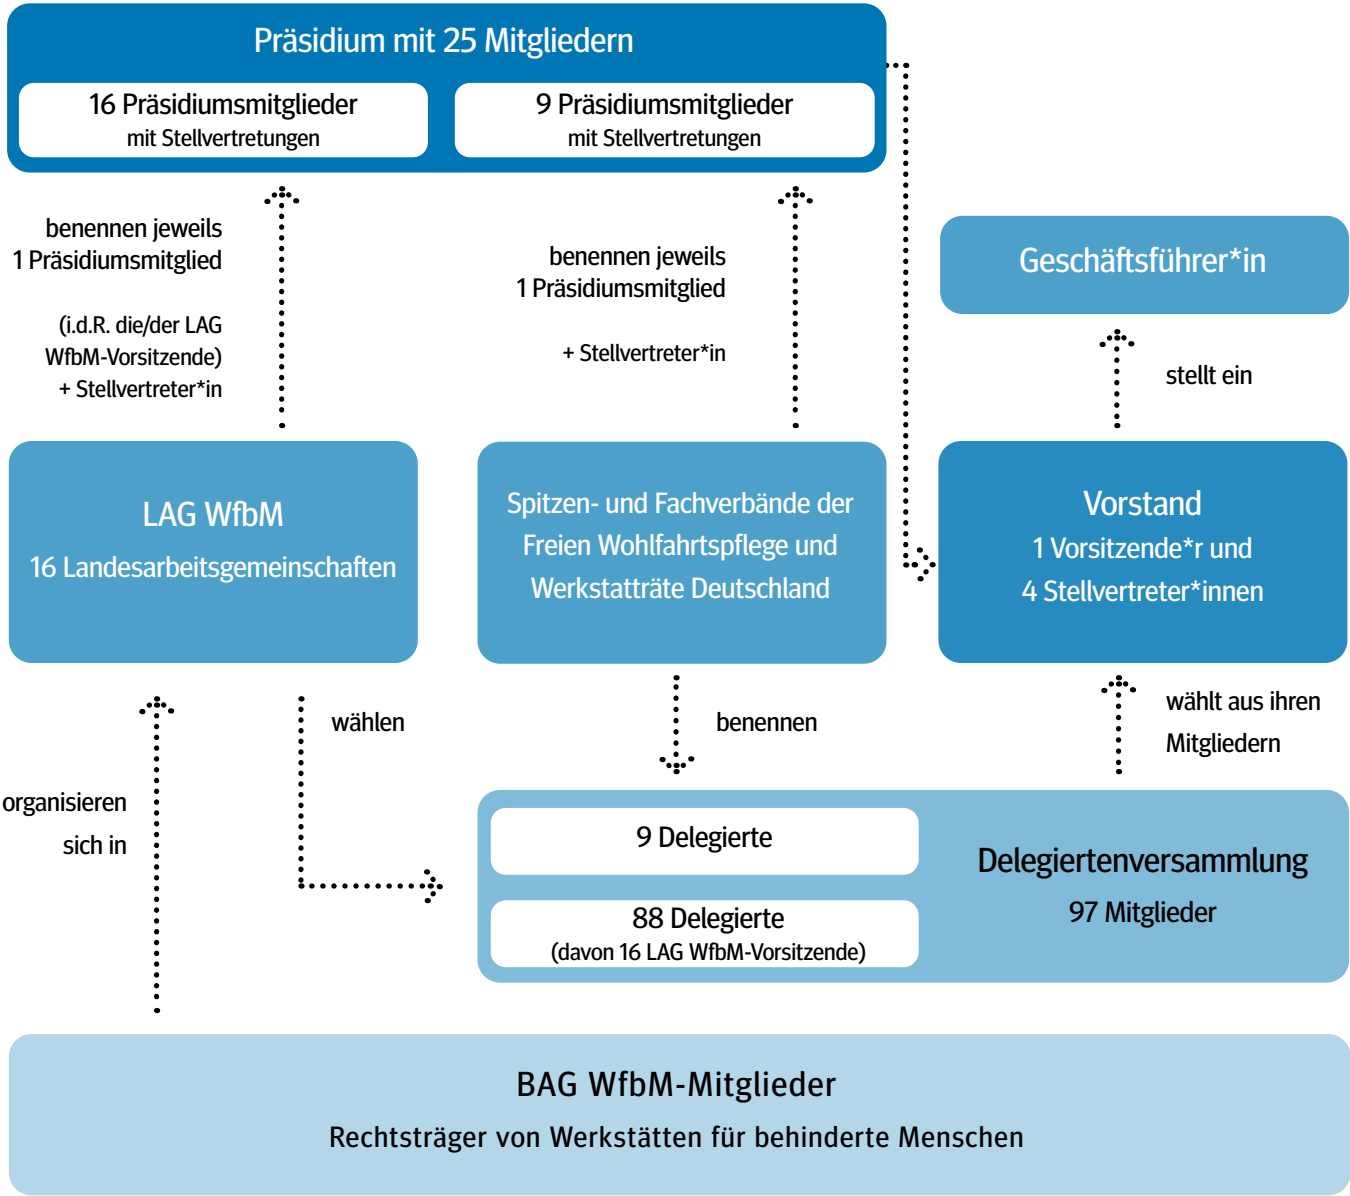 Präsidium mit 25 Mitgliedern
16 Präsidiumsmitglieder
mit Stellvertretungen
9 Präsidiumsmitglieder
mit Stellvertretungen
benennen jeweils
1 Präsidiumsmitglied
(i.d.R. die/der LAG
WfbM-Vorsitzende)
+ Stellvertreter*in
benennen jeweils
1 Präsidiumsmitglied
+ Stellvertreter*in
Geschäftsführer*in
stellt ein
LAG WfbM
16 Landesarbeitsgemeinschaften
Spitzen- und Fachverbände der
Freien Wohlfahrtspflege und
Werkstatträte Deutschland
Vorstand
1 Vorsitzende*r und
4 Stellvertreter*innen
wählen
benennen
wählt aus ihren
Mitgliedern
organisieren
sich in
9 Delegierte
88 Delegierte
(davon 16 LAG WfbM-Vorsitzende)
Delegiertenversammlung
97 Mitglieder
BAG WfbM-Mitglieder
Rechtsträger von Werkstätten für behinderte Menschen